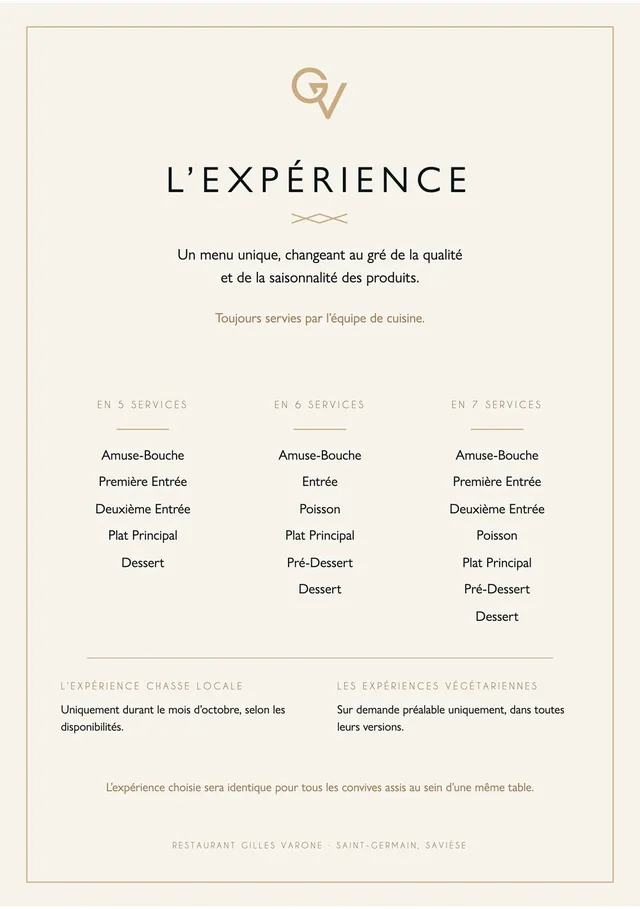 GV
L'EXPÉRIENCE
Un menu unique, changeant au gré de la qualité
et de la saisonnalité des produits.
Toujours servies par l'équipe de cuisine.
EN 5 SERVICES
Amuse-Bouche
Première Entrée
Deuxième Entrée
Plat Principal
Dessert
EN 6 SERVICES
Amuse-Bouche
Entrée
Poisson
Plat Principal
Pré-Dessert
Dessert
EN 7 SERVICES
Amuse-Bouche
Première Entrée
Deuxième Entrée
Poisson
Plat Principal
Pré-Dessert
Dessert
L'EXPÉRIENCE CHASSE LOCALE
Uniquement durant le mois d'octobre, selon les
disponibilités.
LES EXPÉRIENCES VÉGÉTARIENNES
Sur demande préalable uniquement, dans toutes
leurs versions.
L'expérience choisie sera identique pour tous les convives assis au sein d'une même table.
RESTAURANT GILLES VARONE · SAINT-GERMAIN, SAVIÈSE